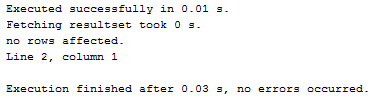 Executed successfully in 0.01 s.
Fetching resultset took 0 s.
no rows affected.
Line 2, column 1
Execution finished after 0.03 s, no errors occurred.